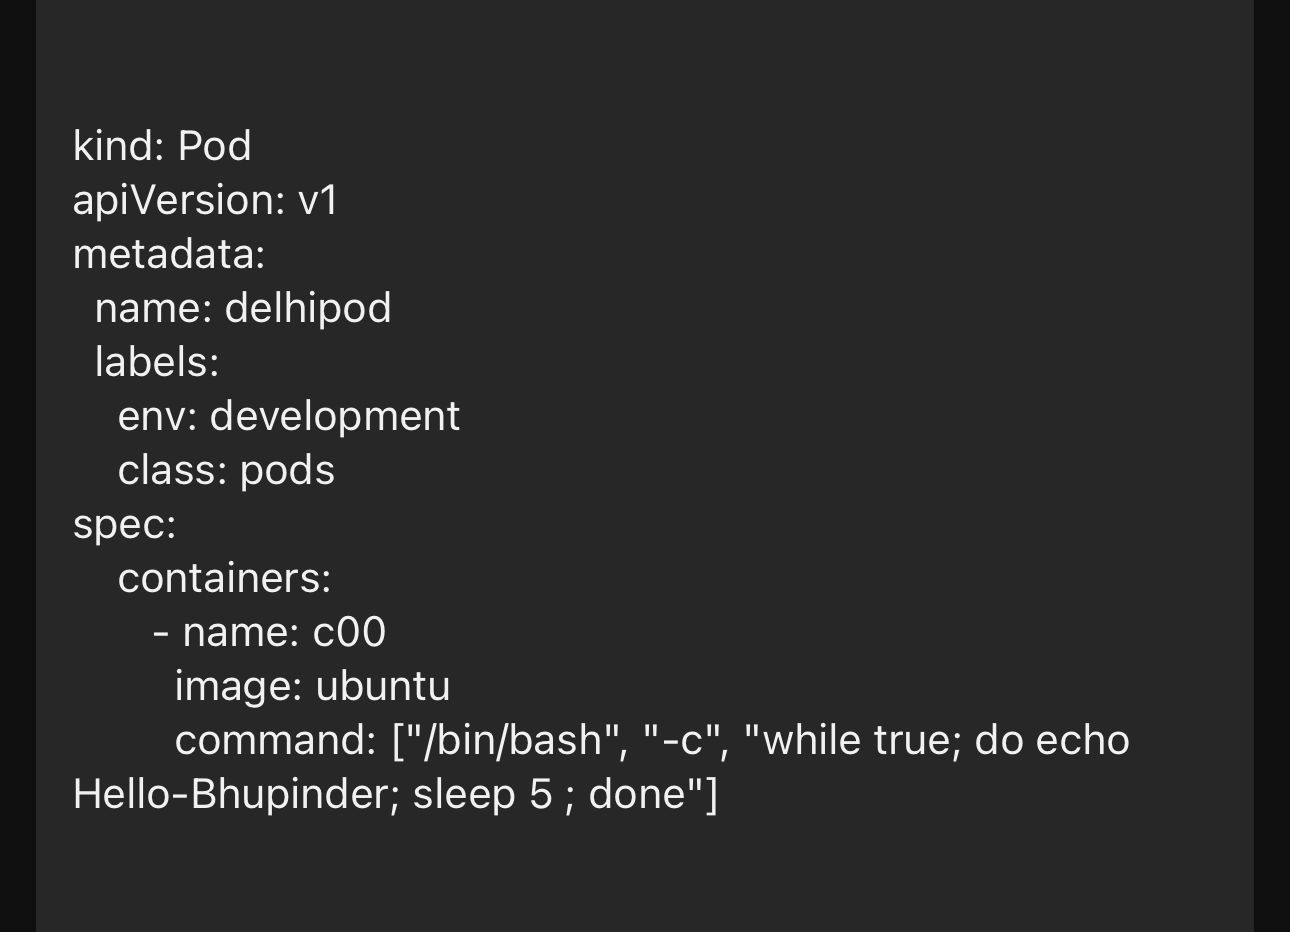 kind: Pod
apiVersion: v1
metadata:
  name: delhipod
  labels:
    env: development
    class: pods
spec:
    containers:
       - name: c00
         image: ubuntu
         command: ["/bin/bash", "-c", "while true; do echo
Hello-Bhupinder; sleep 5 ; done"]